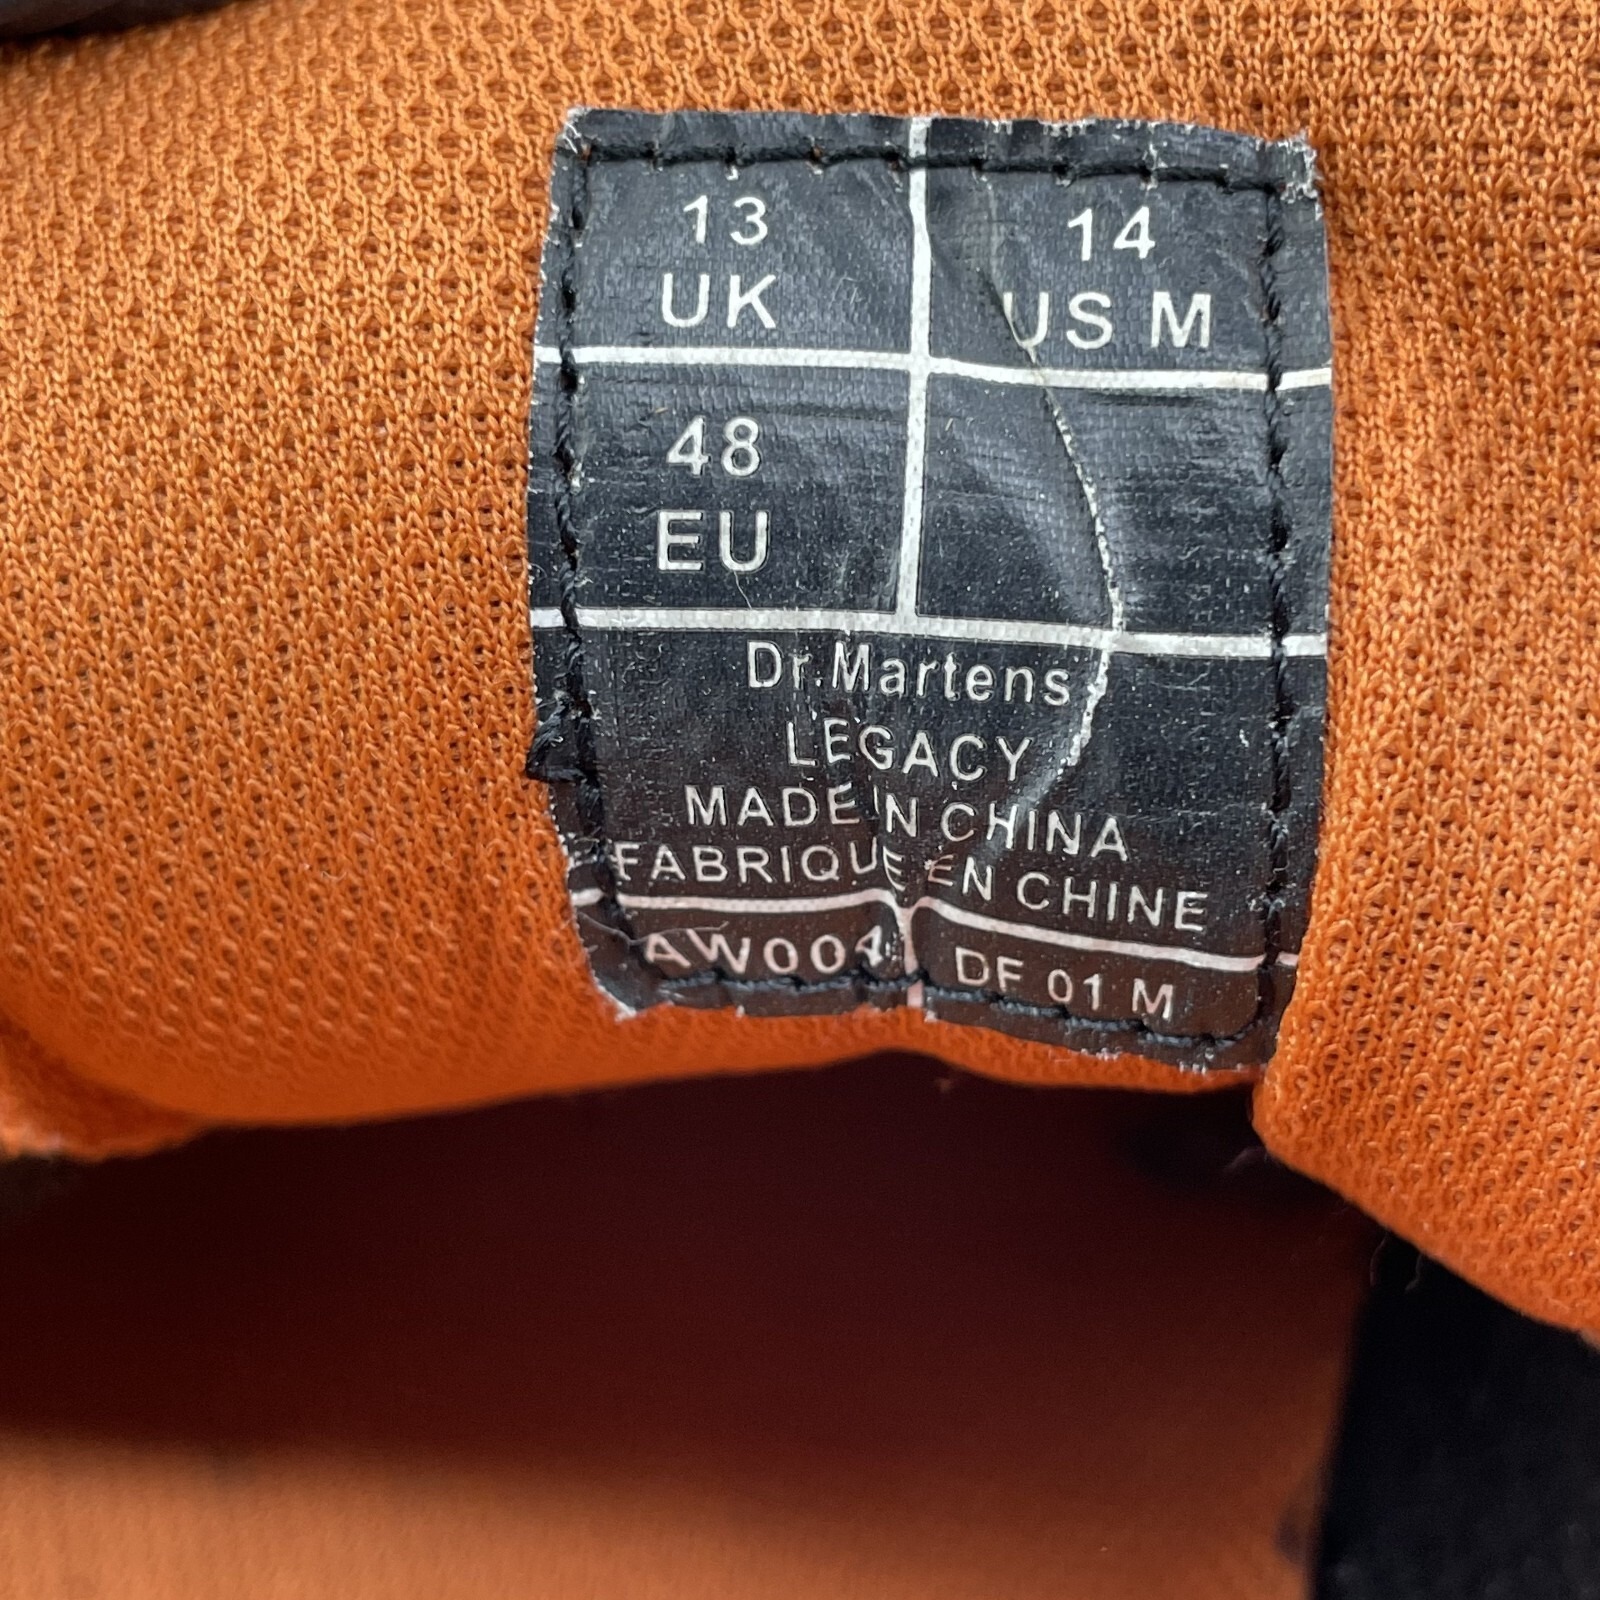 13 14
UK US M
48
EU
Dr.Martens
LEGACY
MADE IN CHINA
FABRIQUE EN CHINE
AW004 DF 01 M